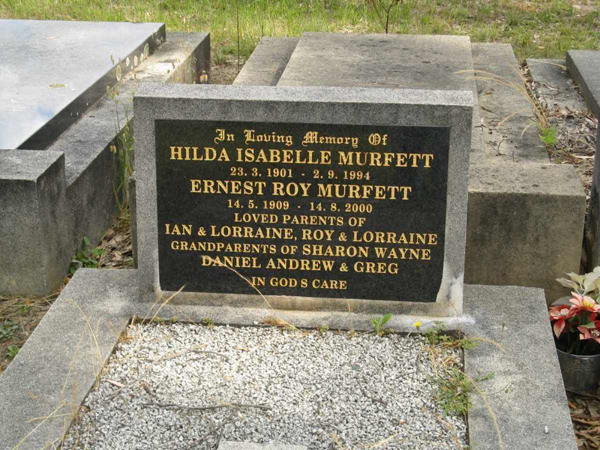 In Loving Memory Of
HILDA ISABELLE MURFETT
23. 3. 1901 - 2. 9. 1994
ERNEST ROY MURFETT
14. 5. 1909 - 14. 8. 2000
LOVED PARENTS OF
IAN & LORRAINE, ROY & LORRAINE
GRANDPARENTS OF SHARON WAYNE
DANIEL ANDREW & GREG
IN GOD S CARE